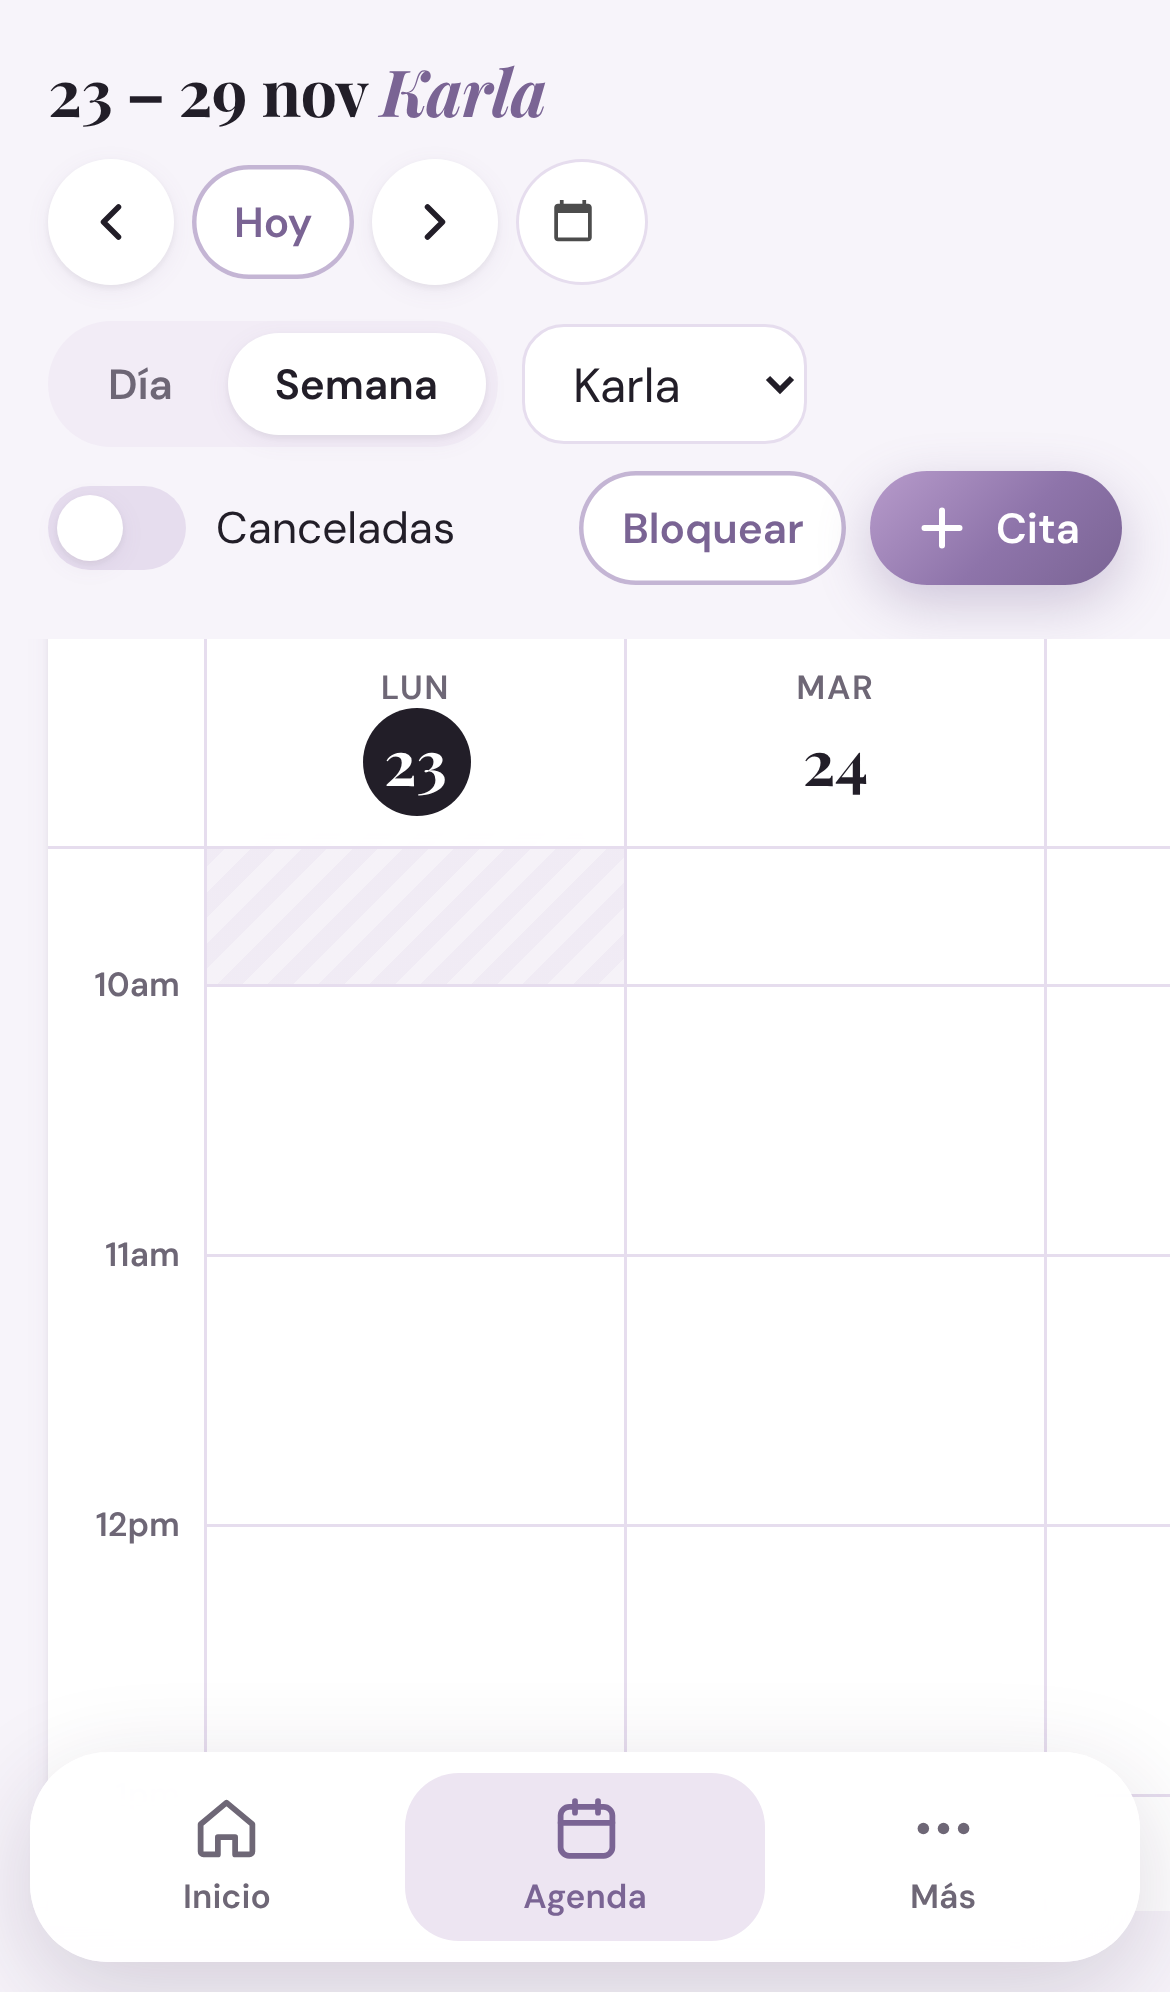 23 – 29 nov Karla
Hoy
Día Semana Karla
Canceladas Bloquear + Cita
LUN MAR
23 24
10am
11am
12pm
Inicio Agenda Más